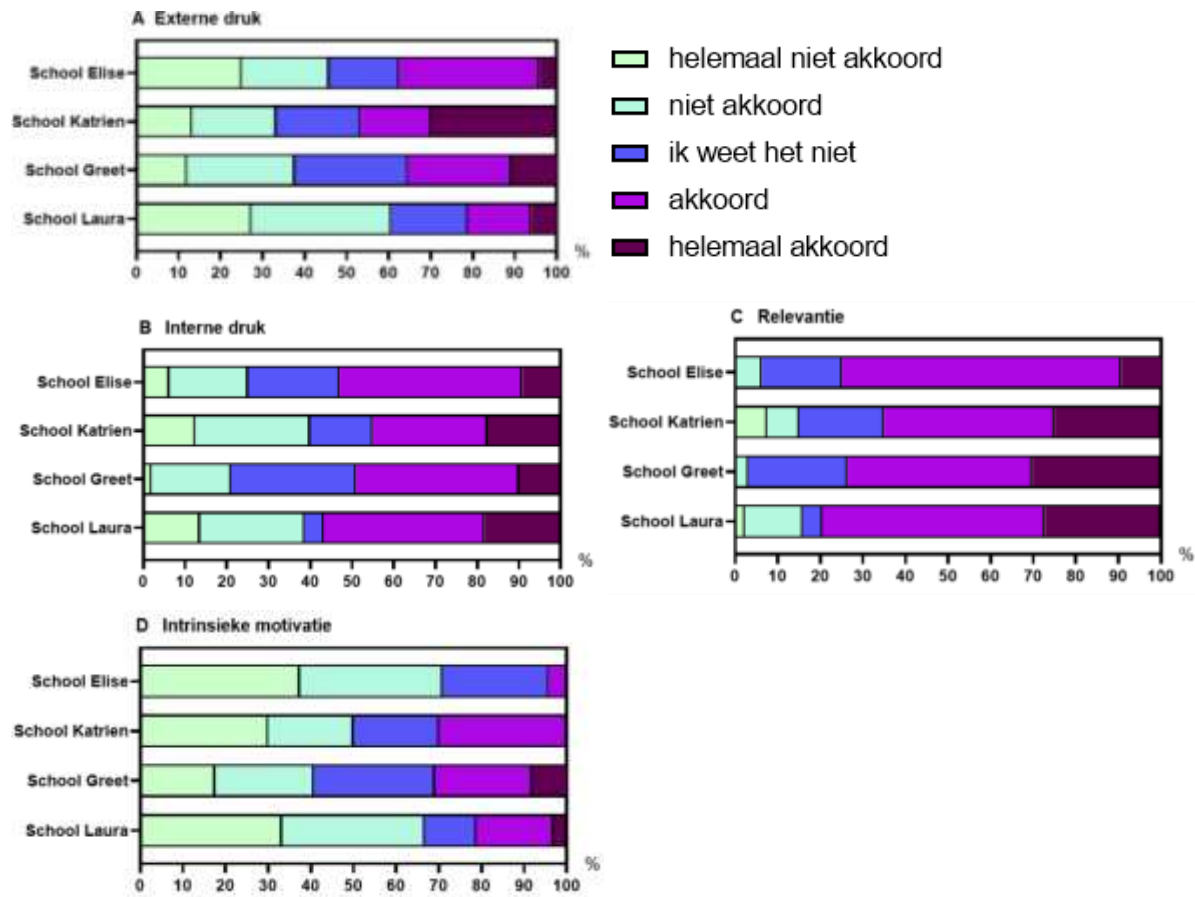 A Externe druk
School Elise
School Katrien
School Greet
School Laura
%
0 10 20 30 40 50 60 70 80 90 100
helemaal niet akkoord
niet akkoord
ik weet het niet
akkoord
helemaal akkoord
B Interne druk
School Elise
School Katrien
School Greet
School Laura
%
0 10 20 30 40 50 60 70 80 90 100
C Relevantie
School Elise
School Katrien
School Greet
School Laura
%
0 10 20 30 40 50 60 70 80 90 100
D Intrinsieke motivatie
School Elise
School Katrien
School Greet
School Laura
%
0 10 20 30 40 50 60 70 80 90 100